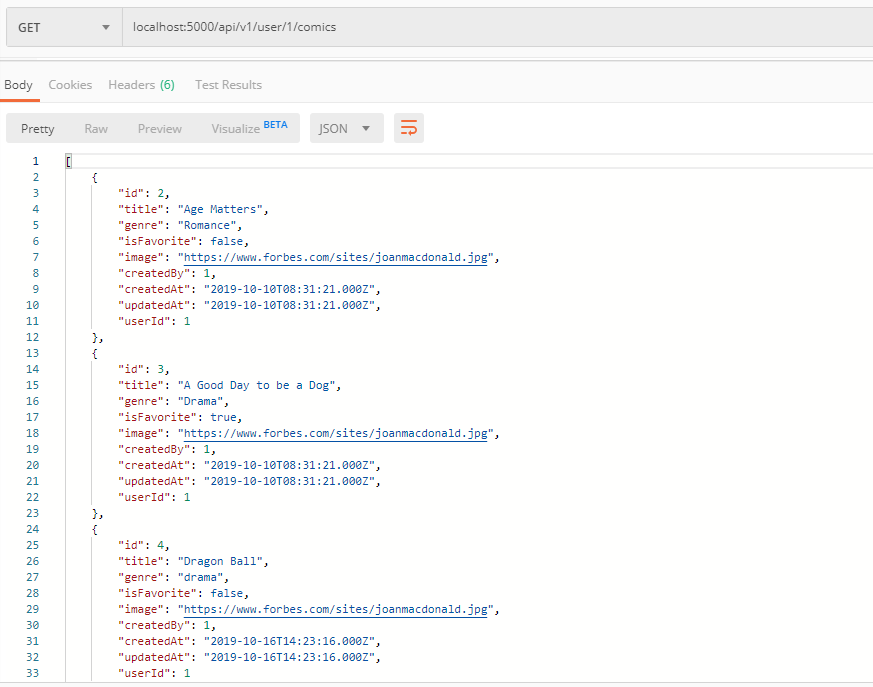 GET localhost:5000/api/v1/user/1/comics
Body Cookies Headers (6) Test Results
Pretty Raw Preview Visualize BETA JSON
1 [
2 {
3 "id": 2,
4 "title": "Age Matters",
5 "genre": "Romance",
6 "isFavorite": false,
7 "image": "https://www.forbes.com/sites/joanmacdonald.jpg",
8 "createdBy": 1,
9 "createdAt": "2019-10-10T08:31:21.000Z",
10 "updatedAt": "2019-10-10T08:31:21.000Z",
11 "userId": 1
12 },
13 {
14 "id": 3,
15 "title": "A Good Day to be a Dog",
16 "genre": "Drama",
17 "isFavorite": true,
18 "image": "https://www.forbes.com/sites/joanmacdonald.jpg",
19 "createdBy": 1,
20 "createdAt": "2019-10-10T08:31:21.000Z",
21 "updatedAt": "2019-10-10T08:31:21.000Z",
22 "userId": 1
23 },
24 {
25 "id": 4,
26 "title": "Dragon Ball",
27 "genre": "drama",
28 "isFavorite": false,
29 "image": "https://www.forbes.com/sites/joanmacdonald.jpg",
30 "createdBy": 1,
31 "createdAt": "2019-10-16T14:23:16.000Z",
32 "updatedAt": "2019-10-16T14:23:16.000Z",
33 "userId": 1